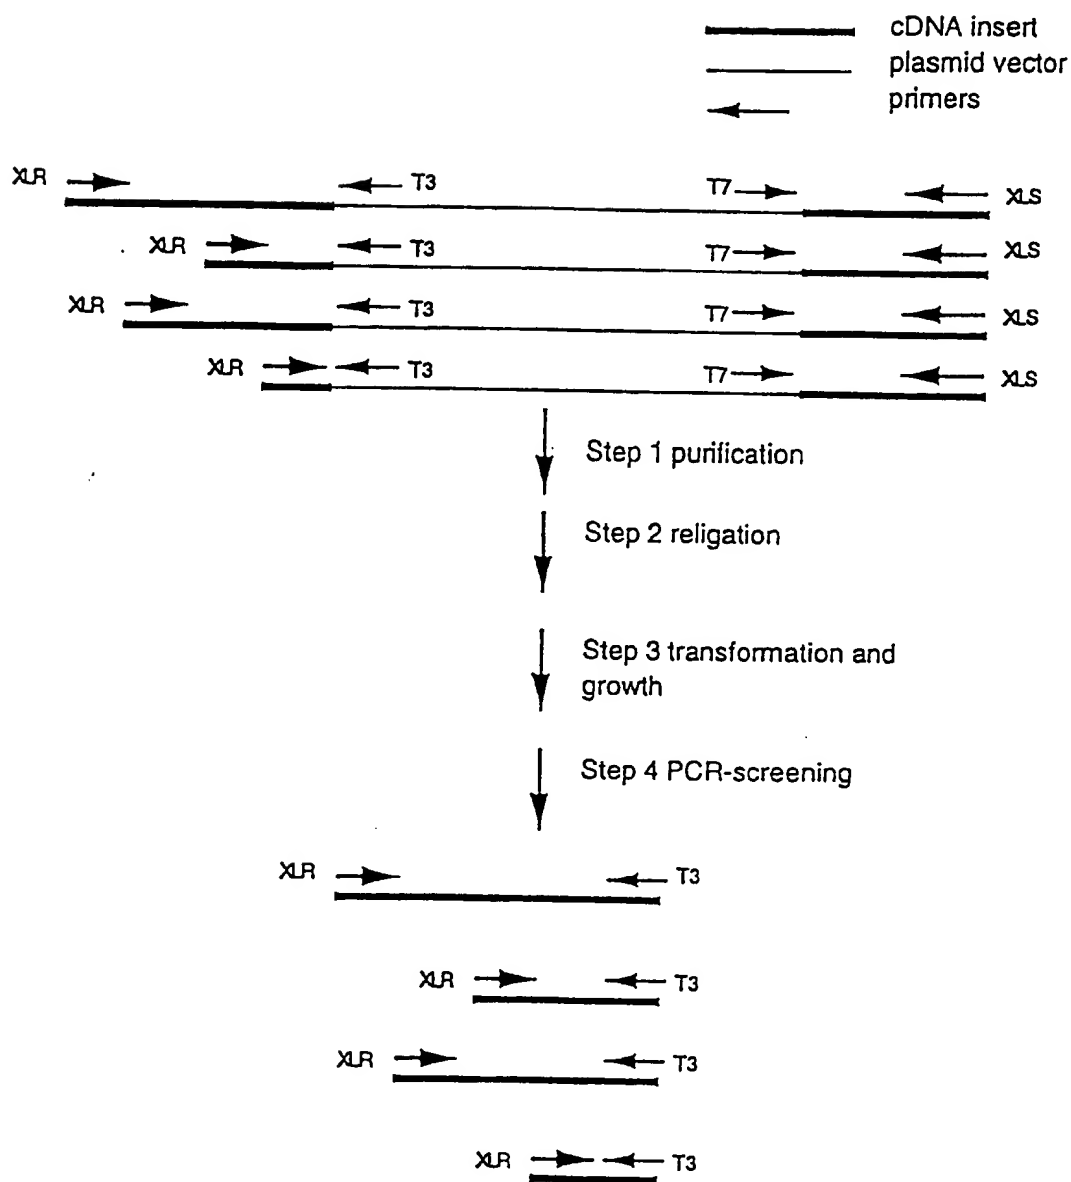 cDNA insert
plasmid vector
primers
XLR T3 T7 XLS
XLR T3 T7 XLS
XLR T3 T7 XLS
XLR T3 T7 XLS
Step 1 purification
Step 2 religation
Step 3 transformation and
growth
Step 4 PCR-screening
XLR T3
XLR T3
XLR T3
XLR T3